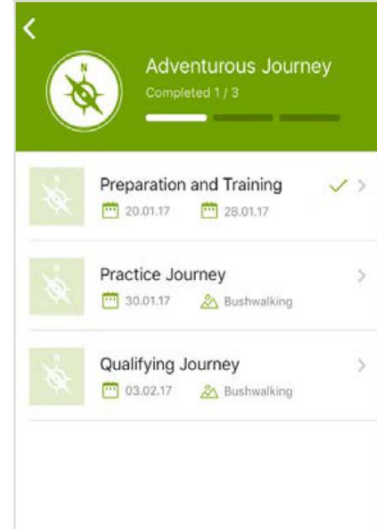 N
Adventurous Journey
Completed 1 / 3
Preparation and Training
20.01.17 28.01.17
Practice Journey
30.01.17 Bushwalking
Qualifying Journey
03.02.17 Bushwalking